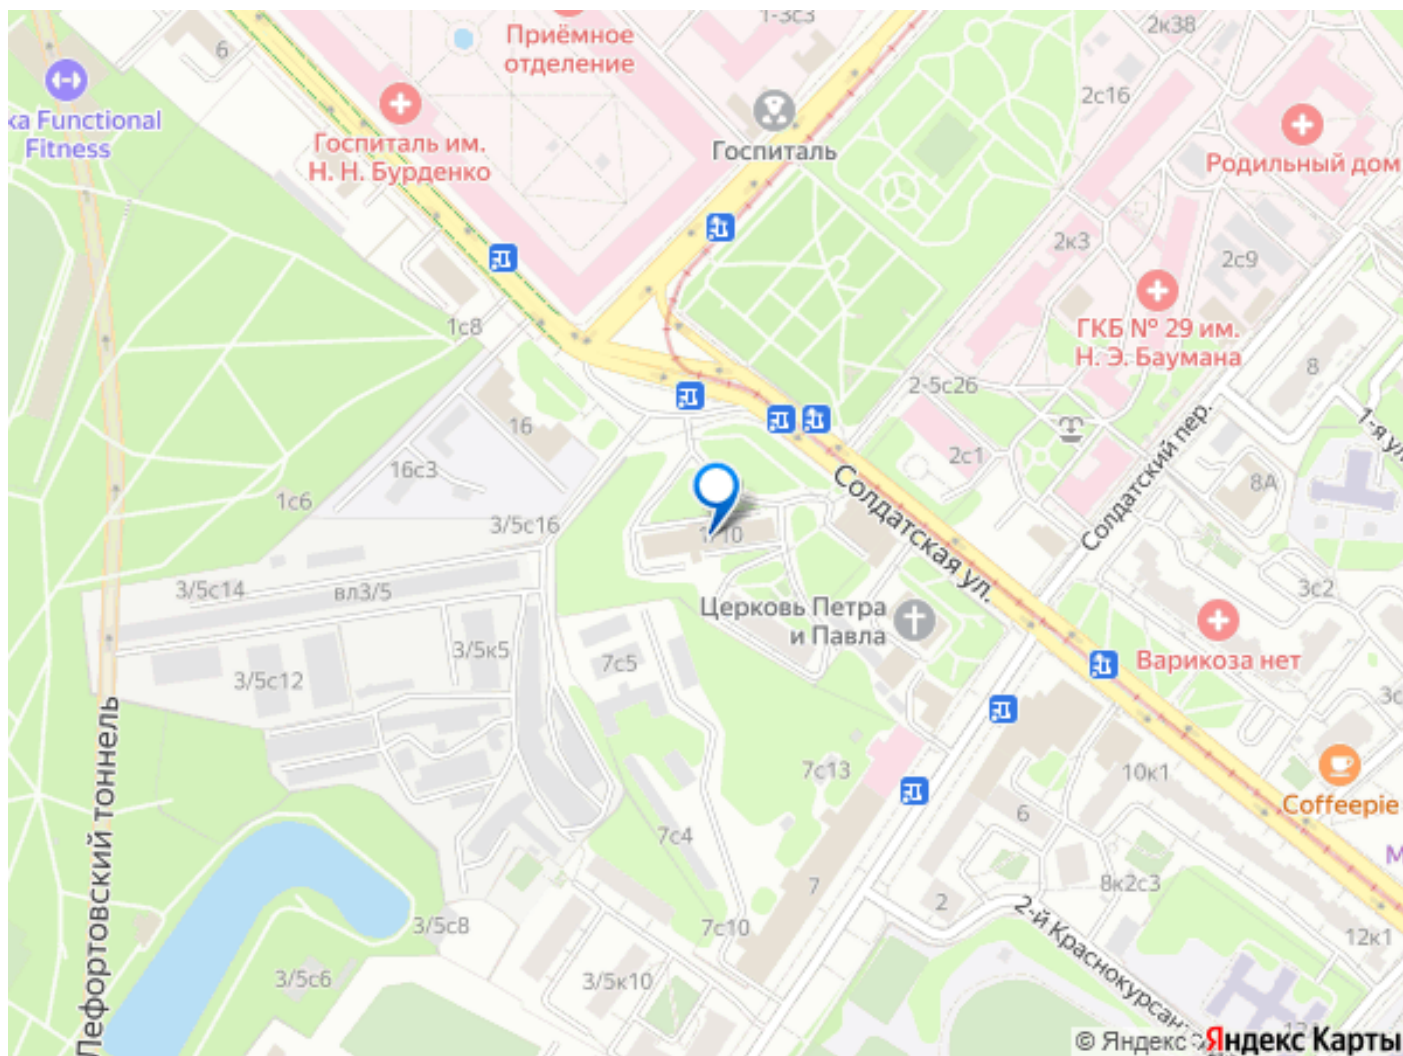 6
1-3с3
2к38
Приёмное
отделение
2с16
ка Functional
Fitness
Госпиталь им.
Н. Н. Бурденко
Госпиталь
Родильный дом
2к3
2с9
1с8
ГКБ № 29 им.
Н. Э. Баумана
8
2-5с26
16
2с1
Солдатский пер.
1-я ул.
16с3
8А
1с6
3/5с16
Солдатская ул.
1/10
3/5с14
вл3/5
3с2
Церковь Петра
и Павла
3/5к5
7с5
Варикоза нет
3/5с12
3с
Лефортовский тоннель
7с13
10к1
Coffeepie
6
7с4
М
7
8к2с3
2
7с10
3/5с8
2-й Краснокурсан
12к1
3/5с6
3/5к10
© Яндекс
Яндекс Карты